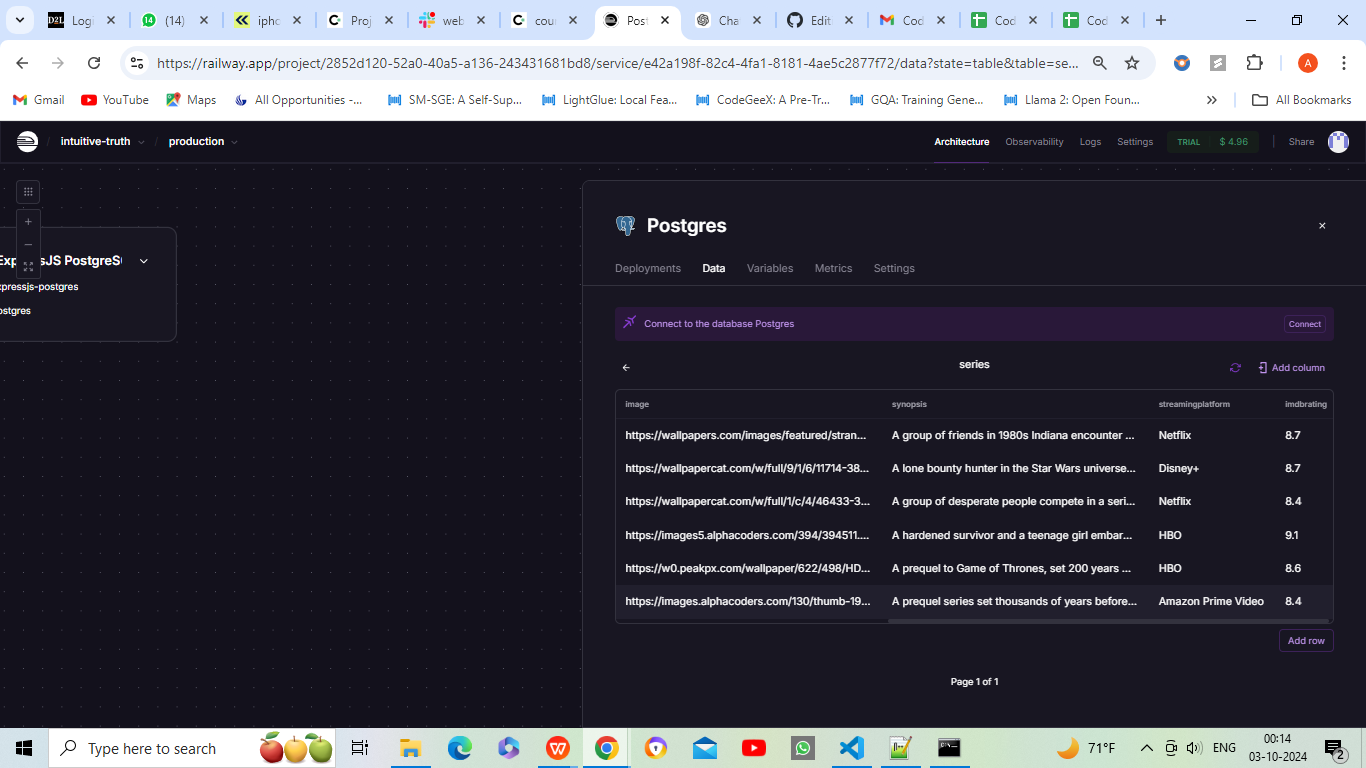 Logi
(14)
ipho
Proj
web
cour
Post
Cha
Editi
Cod
Cod
Cod
https://railway.app/project/2852d120-52a0-40a5-a136-243431681bd8/service/e42a198f-82c4-4fa1-8181-4ae5c2877f72/data?state=table&table=se...
A
Gmail
YouTube
Maps
All Opportunities -...
SM-SGE: A Self-Sup...
LightGlue: Local Fea...
CodeGeeX: A Pre-Tr...
GQA: Training Gene...
Llama 2: Open Foun...
All Bookmarks
intuitive-truth / production
Architecture
Observability
Logs
Settings
TRIAL $ 4.96
Share
ExpressJS PostgreS
xpressjs-postgres
ostgres
Postgres
Deployments
Data
Variables
Metrics
Settings
Connect to the database Postgres
Connect
series
Add column
image synopsis streamingplatform imdbrating
https://wallpapers.com/images/featured/stran... A group of friends in 1980s Indiana encounter ... Netflix 8.7
https://wallpapercat.com/w/full/9/1/6/11714-38... A lone bounty hunter in the Star Wars universe... Disney+ 8.7
https://wallpapercat.com/w/full/1/c/4/46433-3... A group of desperate people compete in a seri... Netflix 8.4
https://images5.alphacoders.com/394/394511.... A hardened survivor and a teenage girl embar... HBO 9.1
https://w0.peakpx.com/wallpaper/622/498/HD... A prequel to Game of Thrones, set 200 years ... HBO 8.6
https://images.alphacoders.com/130/thumb-19... A prequel series set thousands of years before... Amazon Prime Video 8.4
Add row
Page 1 of 1
Type here to search
71°F
ENG
00:14
03-10-2024
2